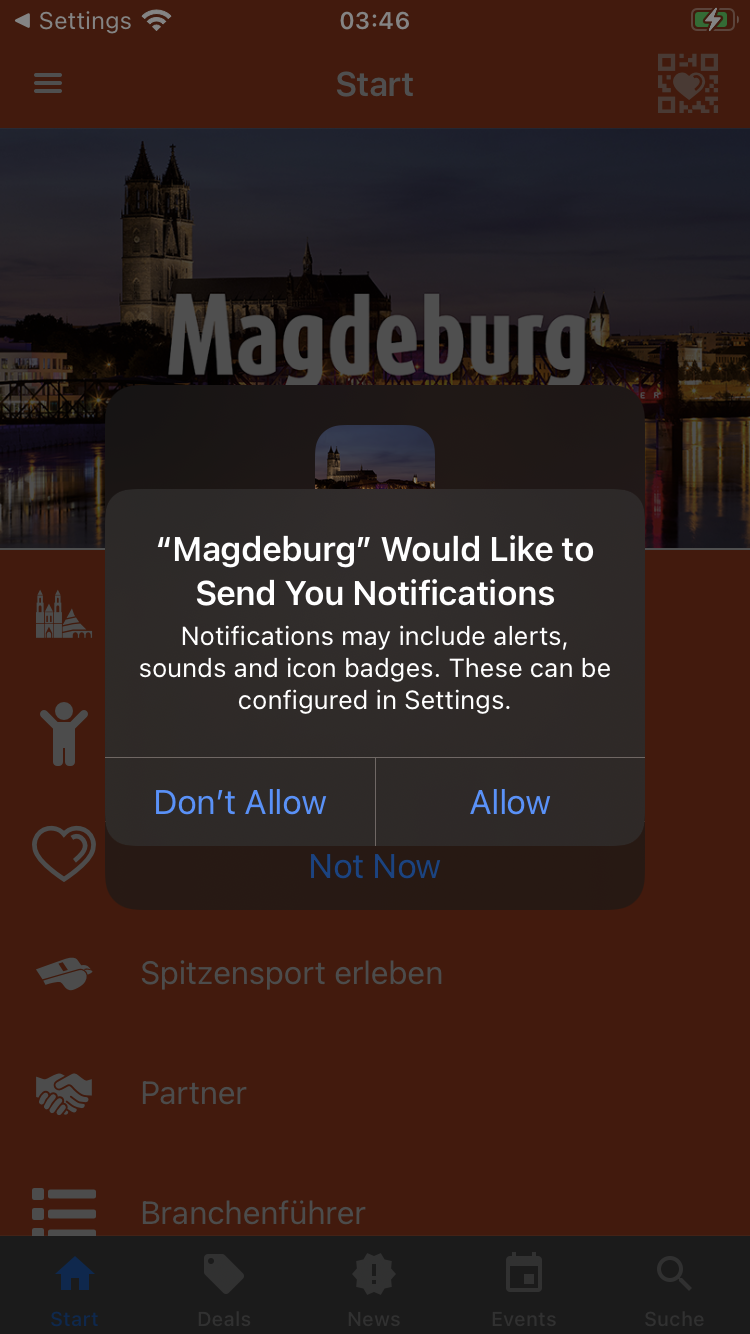 Settings 03:46
Start
Magdeburg
“Magdeburg” Would Like to
Send You Notifications
Notifications may include alerts,
sounds and icon badges. These can be
configured in Settings.
Don’t Allow Allow
Not Now
Spitzensport erleben
Partner
Branchenführer
Start Deals News Events Suche